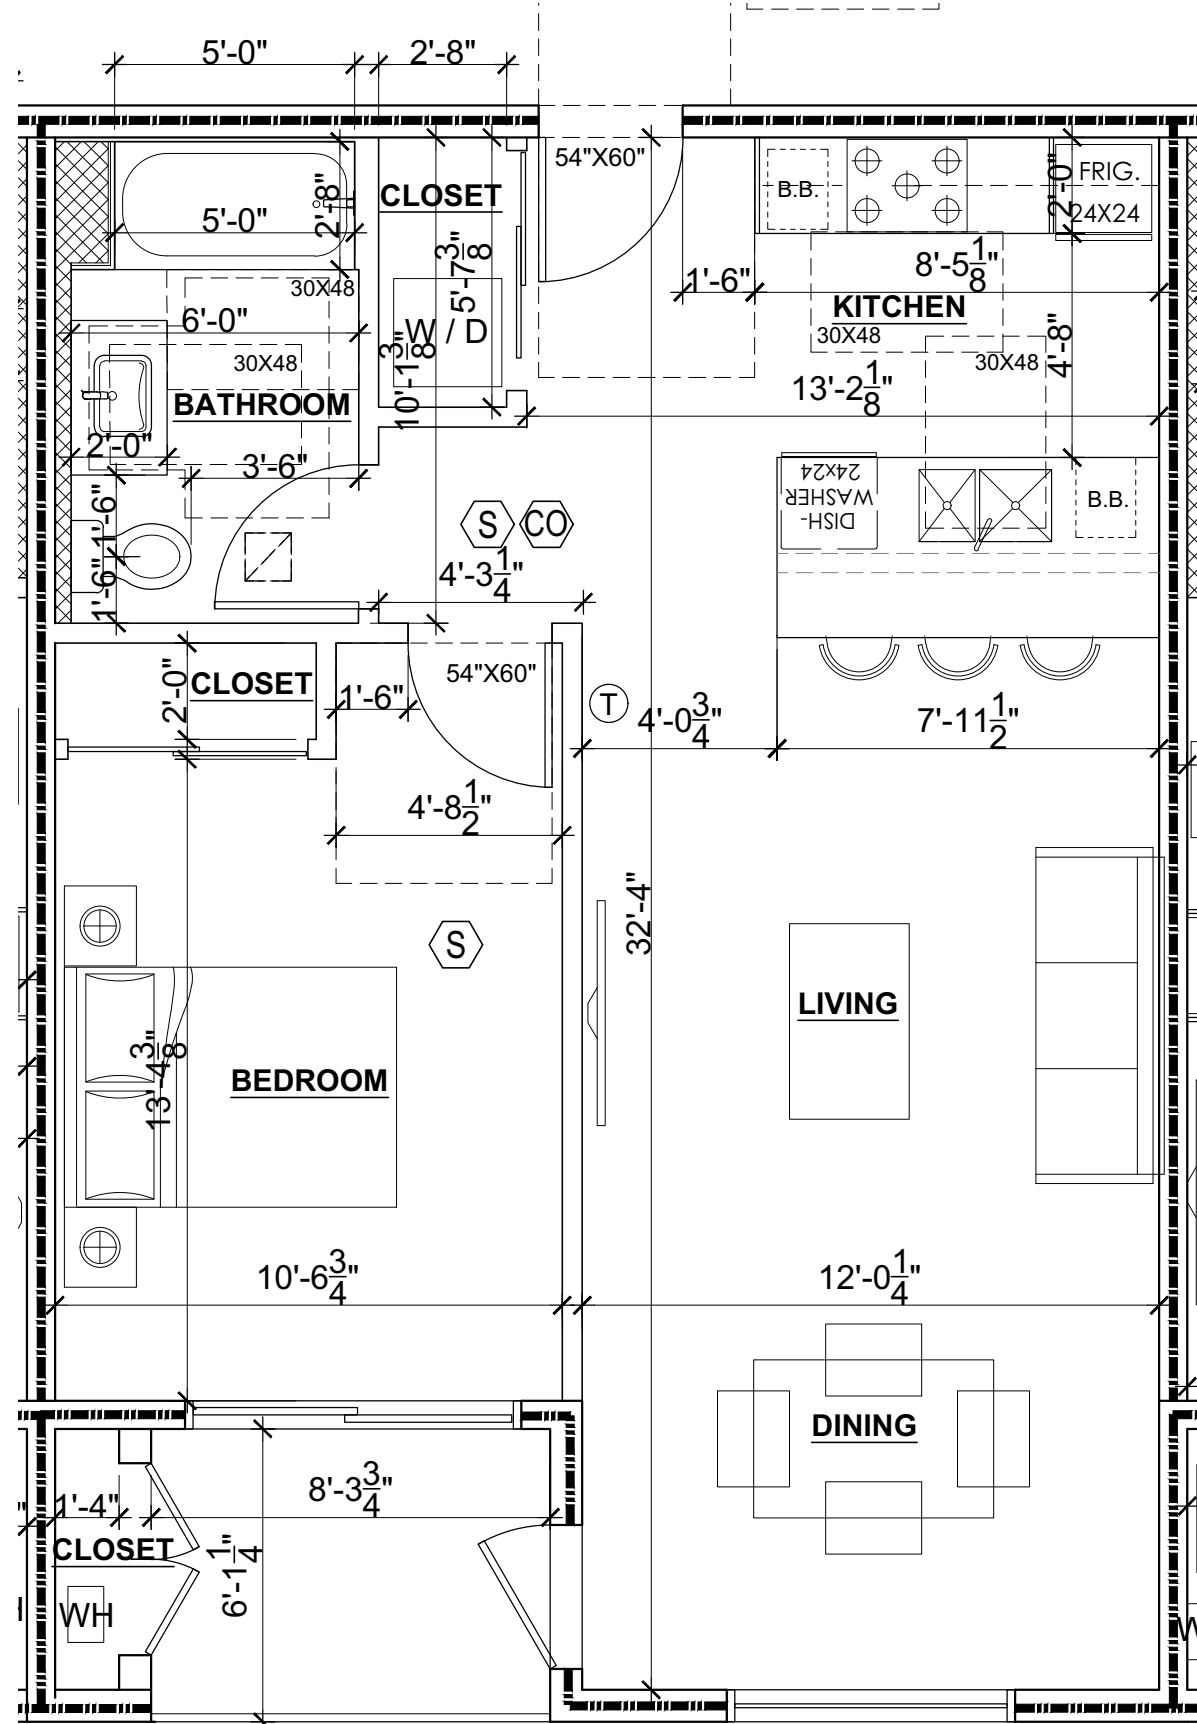 5'-0"
2'-8"
54"X60"
FRIG.
24X24
B.B.
2'-0"
CLOSET
2'-8"
5'-0"
5'-7 3/8"
8'-5 1/8"
1'-6"
30X48
KITCHEN
6'-0"
W / D
30X48
30X48
30X48
4'-8"
10'-1 3/8"
13'-2 1/8"
BATHROOM
2'-0"
3'-6"
DISH-
WASHER
24x24
B.B.
1'-6"
S
CO
1'-6"
4'-3 1/4"
54"X60"
CLOSET
2'-0"
1'-6"
T
4'-0 3/4"
7'-11 1/2"
4'-8 1/2"
32'-4"
S
LIVING
13'-4 3/8"
BEDROOM
10'-6 3/4"
12'-0 1/4"
DINING
8'-3 3/4"
1'-4"
CLOSET
6'-1 1/4"
WH